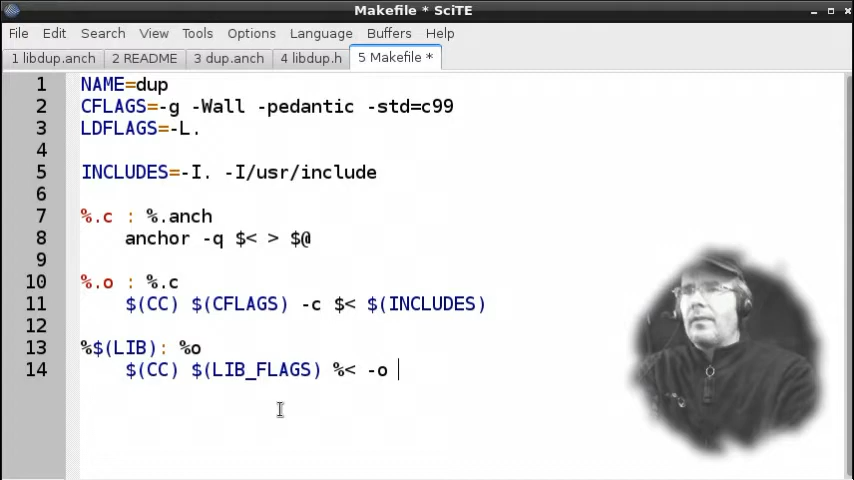 Makefile * SciTE
File Edit Search View Tools Options Language Buffers Help
1 libdup.anch 2 README 3 dup.anch 4 libdup.h 5 Makefile *
1 NAME=dup
2 CFLAGS=-g -Wall -pedantic -std=c99
3 LDFLAGS=-L.
4
5 INCLUDES=-I. -I/usr/include
6
7 %.c : %.anch
8 anchor -q $< > $@
9
10 %.o : %.c
11 $(CC) $(CFLAGS) -c $< $(INCLUDES)
12
13 %$(LIB): %o
14 $(CC) $(LIB_FLAGS) %< -o